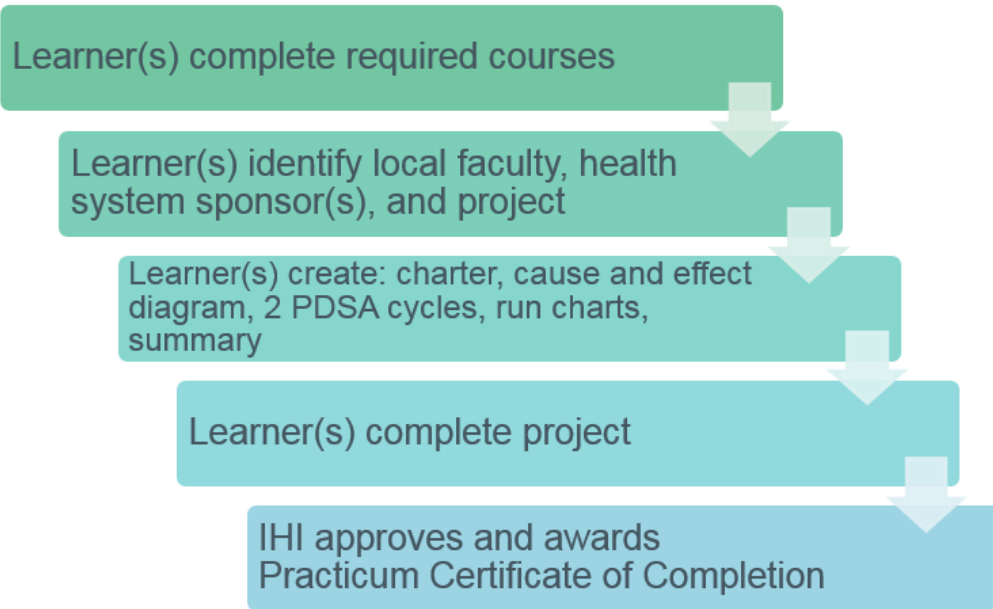 Learner(s) complete required courses
Learner(s) identify local faculty, health
system sponsor(s), and project
Learner(s) create: charter, cause and effect
diagram, 2 PDSA cycles, run charts,
summary
Learner(s) complete project
IHI approves and awards
Practicum Certificate of Completion